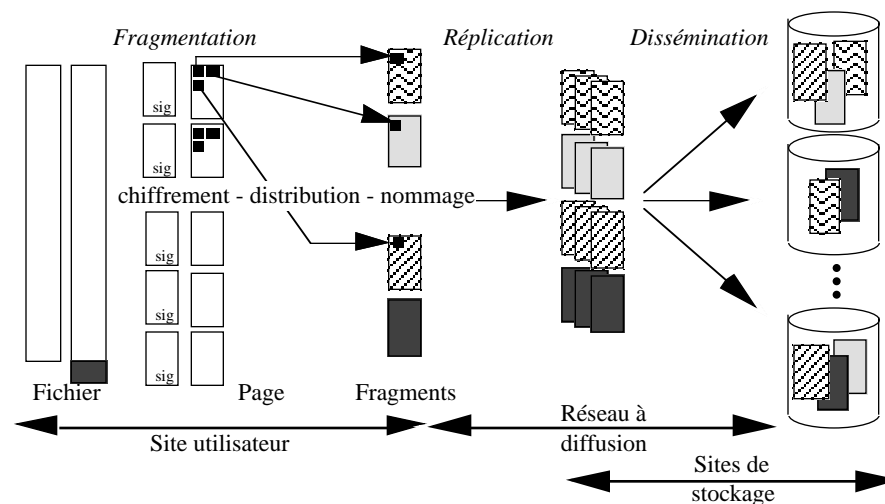 Fragmentation
Réplication
Dissémination
sig
sig
chiffrement - distribution - nommage
sig
sig
sig
Fichier
Page
Fragments
Site utilisateur
Réseau à
diffusion
Sites de
stockage